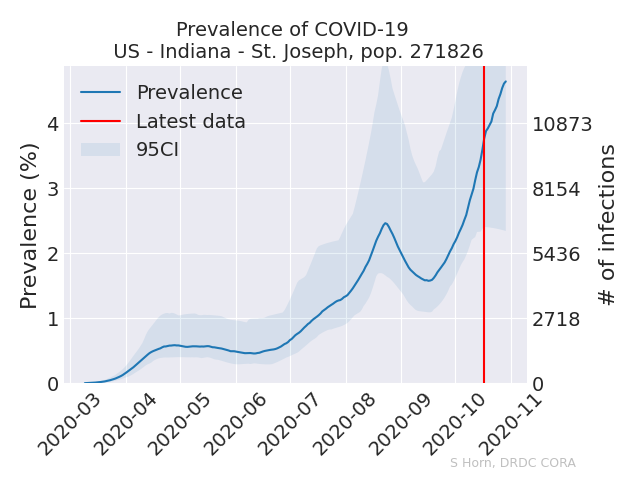 Prevalence of COVID-19
US - Indiana - St. Joseph, pop. 271826
Prevalence
Latest data
95CI
Prevalence (%)
4
3
2
1
0
# of infections
10873
8154
5436
2718
0
2020-03
2020-04
2020-05
2020-06
2020-07
2020-08
2020-09
2020-10
2020-11
S Horn, DRDC CORA